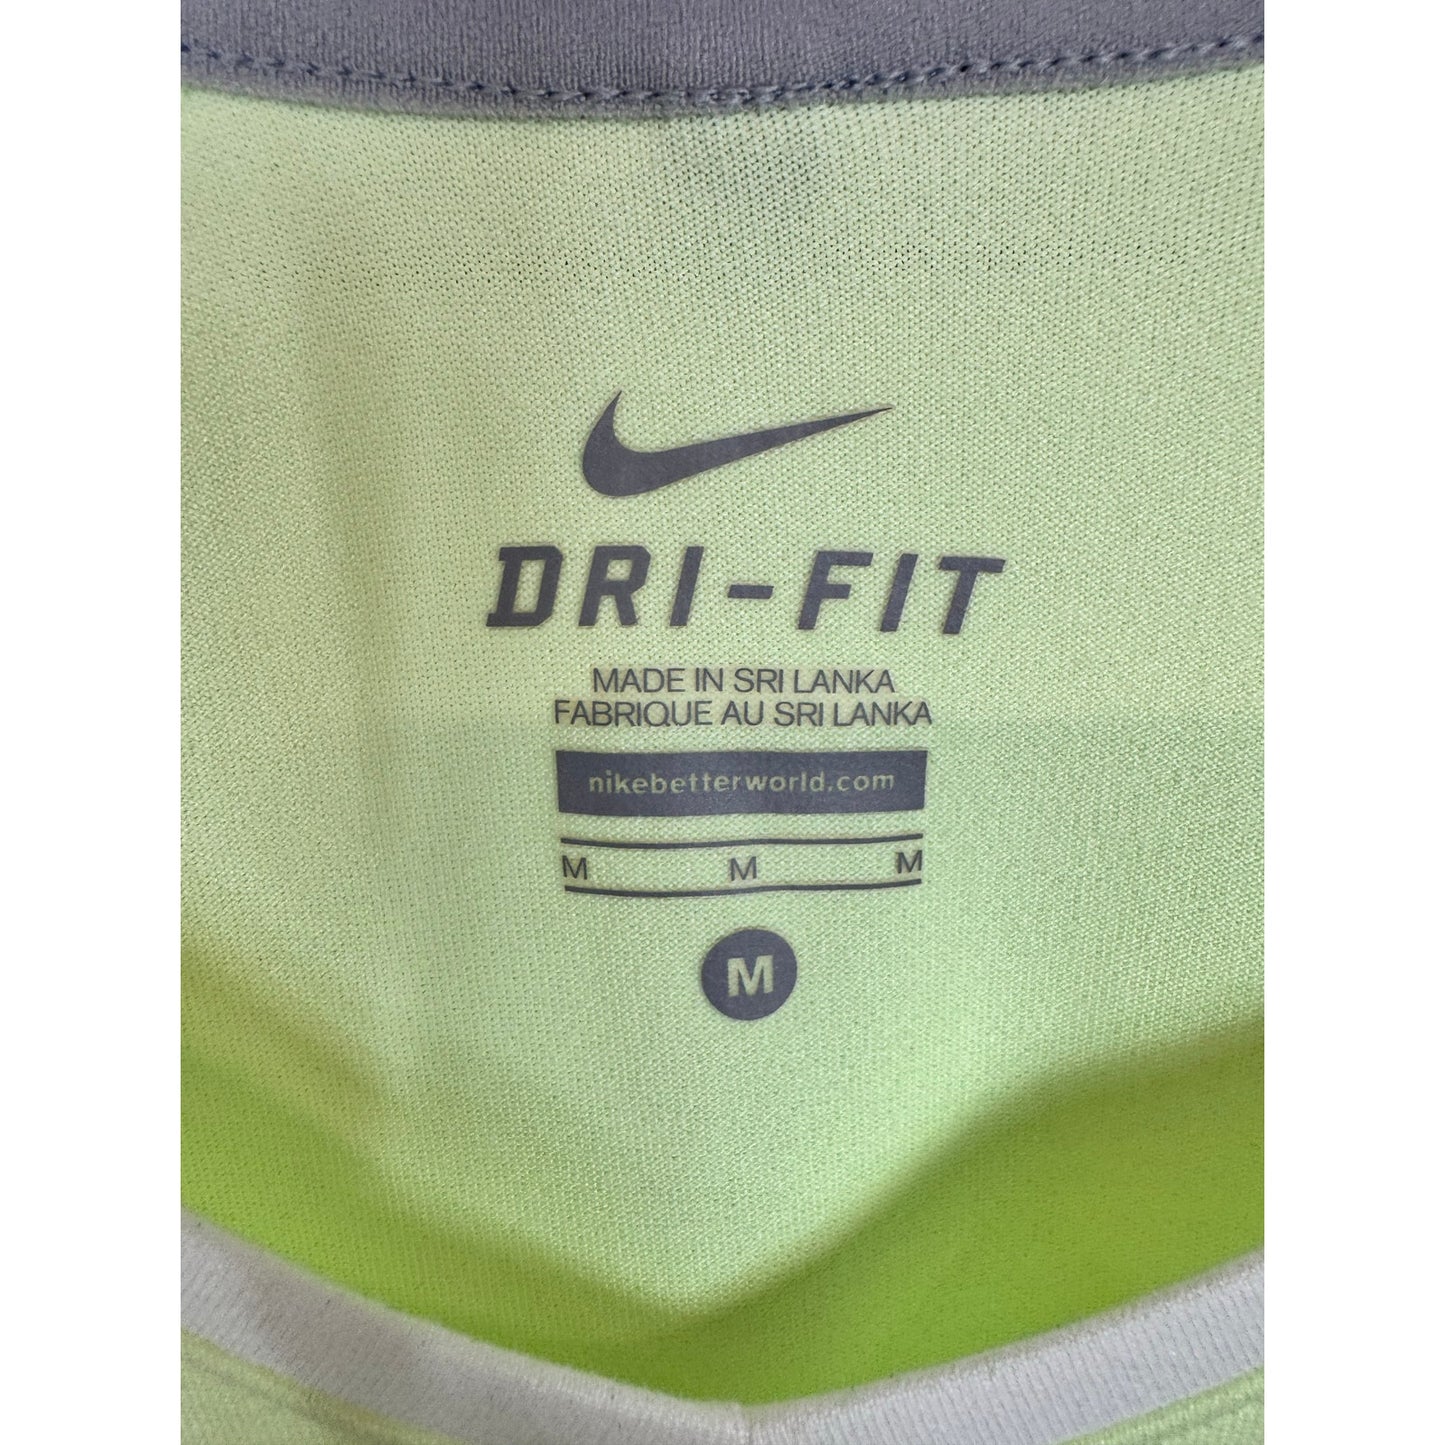 DRI-FIT
MADE IN SRI LANKA
FABRIQUE AU SRI LANKA
nikebetterworld.com
M M M
M